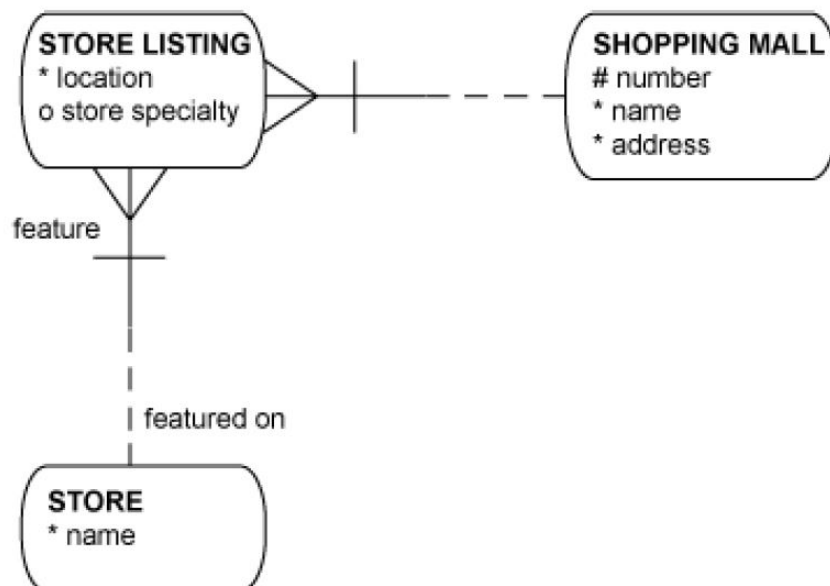 STORE LISTING
* location
o store specialty
SHOPPING MALL
# number
* name
* address
feature
featured on
STORE
* name